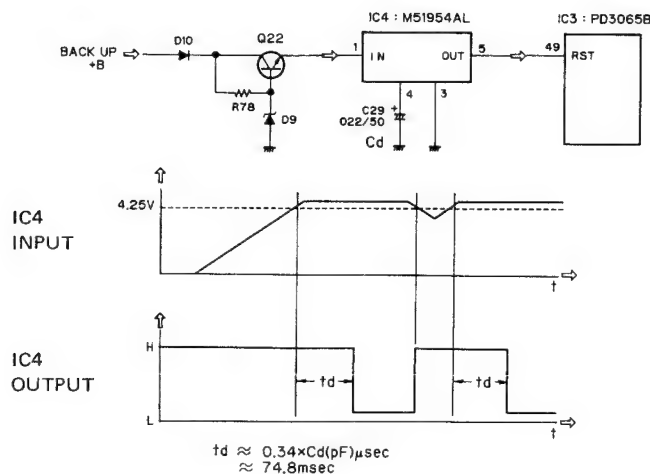 IC4 : M51954AL
IC3 : PD3065B
Q22
D10
BACK UP
+B
1
IN
OUT
5
49
RST
R78
D9
4
3
C29
+
022/50
Cd
IC4
INPUT
4.25V
t
IC4
OUTPUT
H
L
td
td
t
td ≈ 0.34×Cd(pF)μsec
≈ 74.8msec